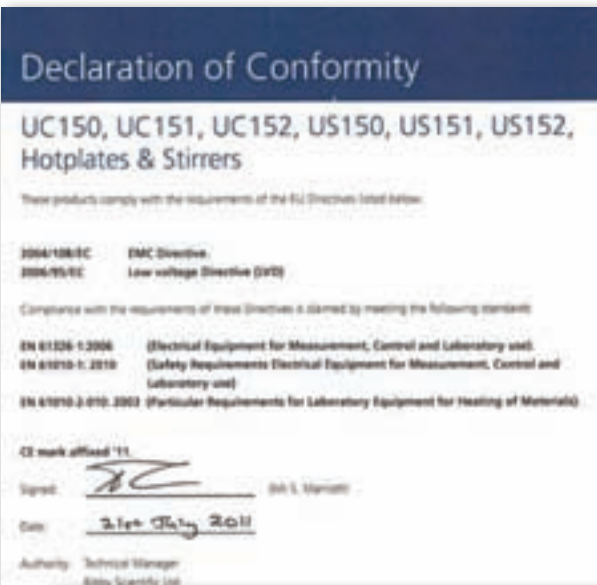 Declaration of Conformity
UC150, UC151, UC152, US150, US151, US152,
Hotplates & Stirrers
These products comply with the requirements of the EU Directives listed below:
2004/108/EC EMC Directive.
2006/95/EC Low voltage Directive (LVD)
Compliance with the requirements of these Directives is claimed by meeting the following standards:
EN 61326-1:2006 (Electrical Equipment for Measurement, Control and Laboratory use).
EN 61010-1: 2010 (Safety Requirements Electrical Equipment for Measurement, Control and
Laboratory use)
EN 61010-2-010: 2003 (Particular Requirements for Laboratory Equipment for Heating of Materials)
CE mark affixed '11.
Signed:
Date: 21st July 2011
Authority: Technical Manager
Bibby Scientific Ltd